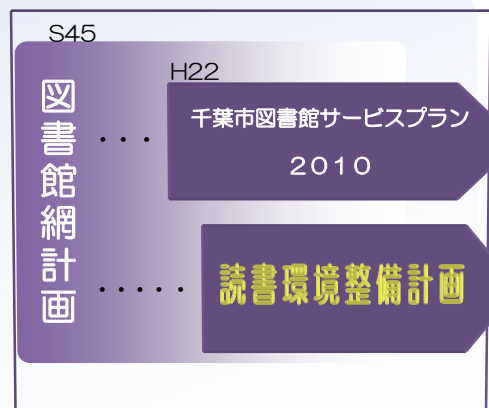 S45
図書館網計画
H22
・・・
千葉市図書館サービスプラン
２０１０
・・・・・
読書環境整備計画